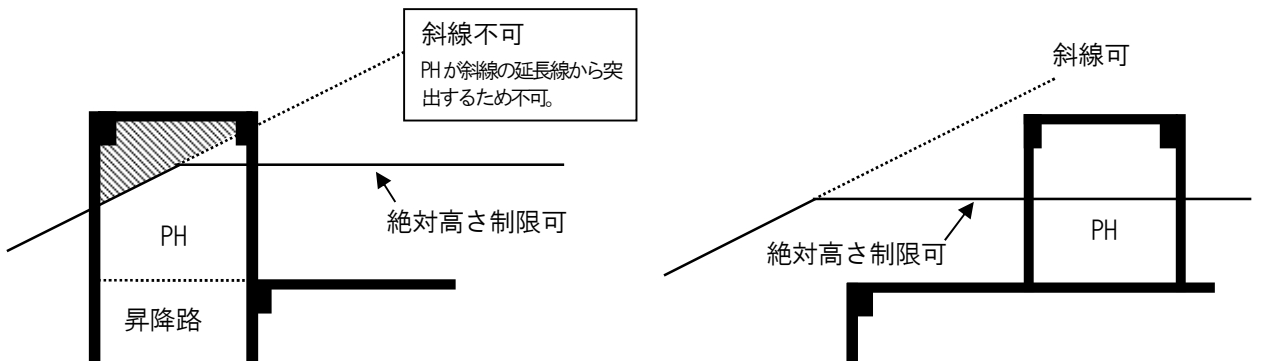 斜線不可
PHが斜線の延長線から突
出するため不可。
絶対高さ制限可
PH
昇降路
斜線可
絶対高さ制限可
PH